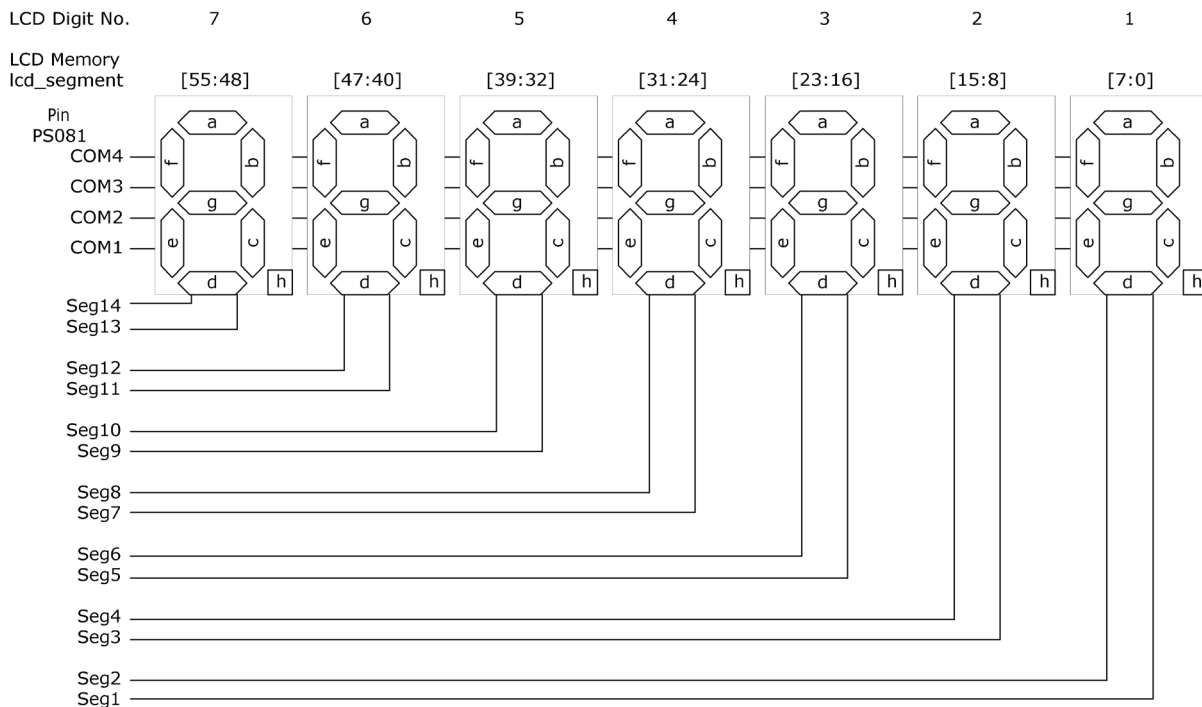 LCD Digit No. 7 6 5 4 3 2 1
LCD Memory
lcd_segment [55:48] [47:40] [39:32] [31:24] [23:16] [15:8] [7:0]
Pin
PS081
a a a a a a a
COM4 f b f b f b f b f b f b f b
COM3
g g g g g g g
COM2
COM1 e c e c e c e c e c e c e c
d h d h d h d h d h d h d h
Seg14
Seg13
Seg12
Seg11
Seg10
Seg9
Seg8
Seg7
Seg6
Seg5
Seg4
Seg3
Seg2
Seg1